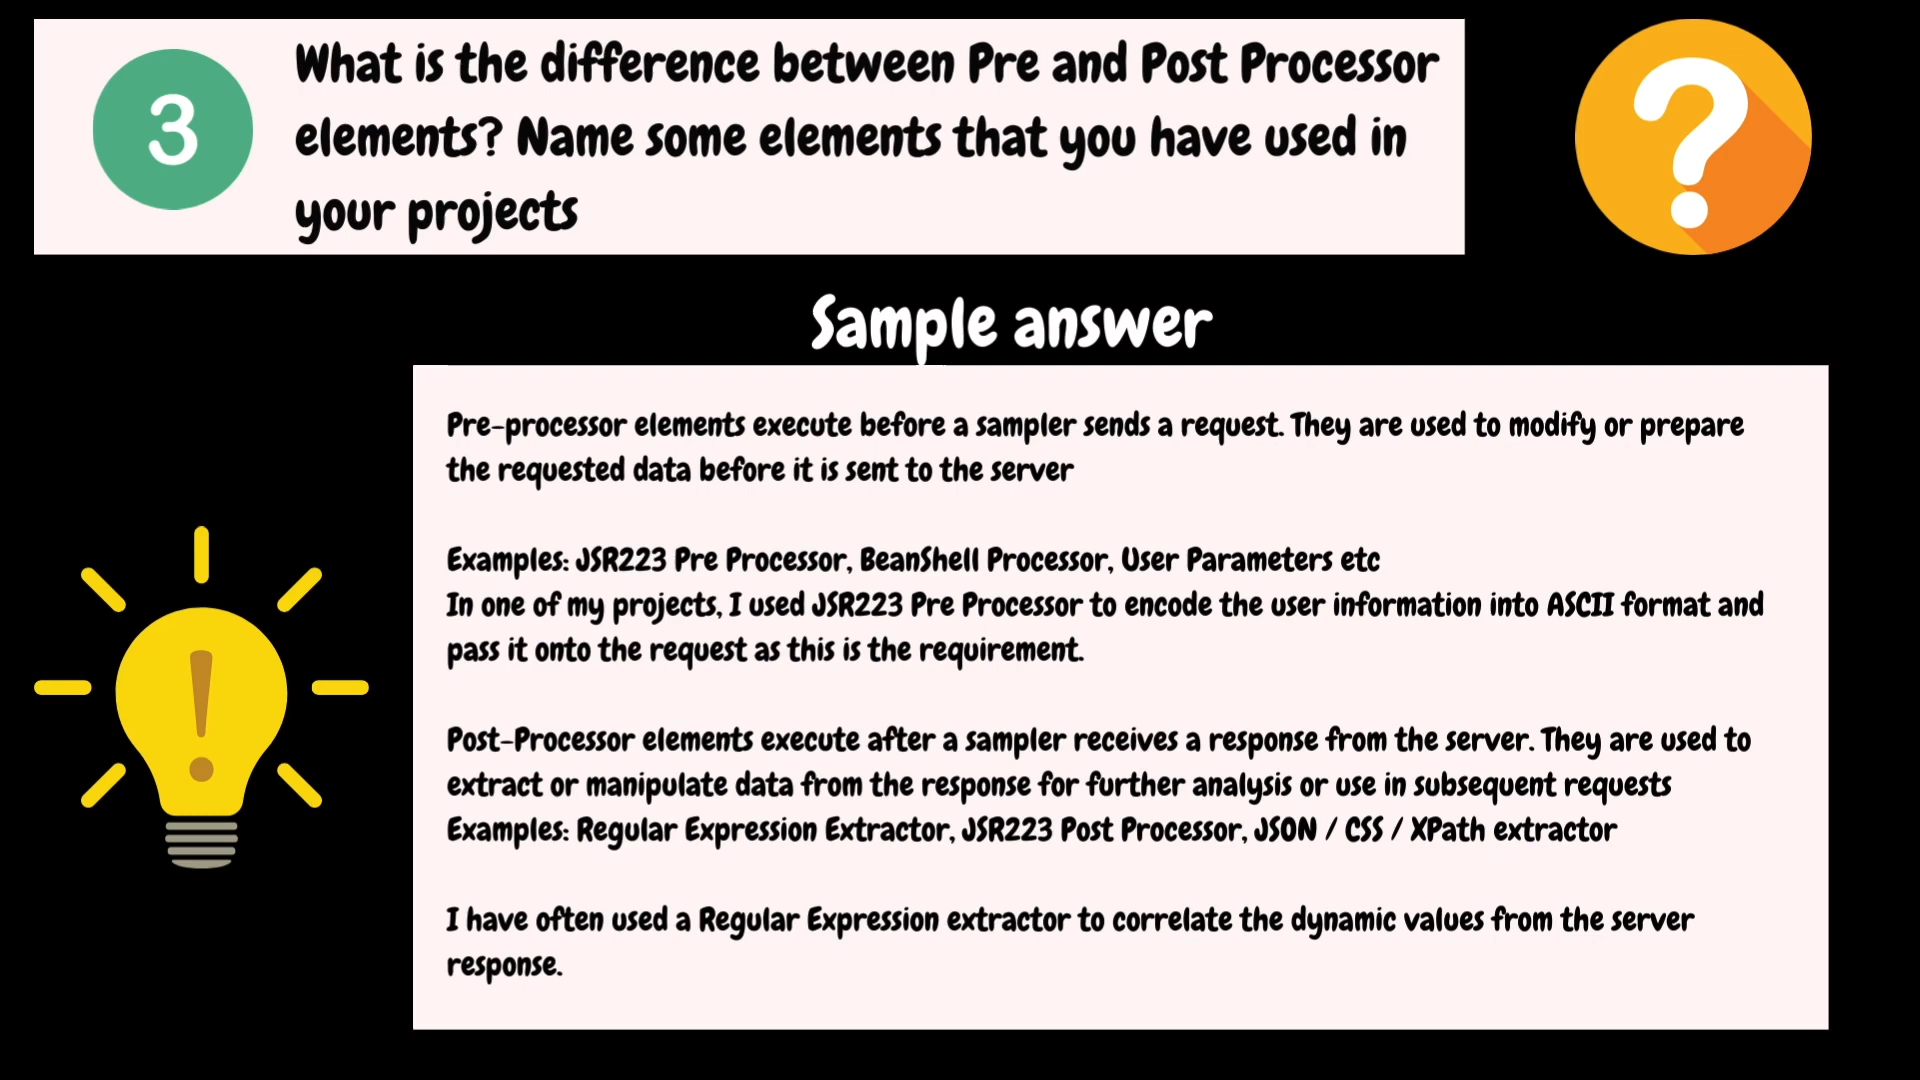 3
What is the difference between Pre and Post Processor
elements? Name some elements that you have used in
your projects
?
Sample answer
Pre-processor elements execute before a sampler sends a request. They are used to modify or prepare
the requested data before it is sent to the server
Examples: JSR223 Pre Processor, BeanShell Processor, User Parameters etc
In one of my projects, I used JSR223 Pre Processor to encode the user information into ASCII format and
pass it onto the request as this is the requirement.
!
Post-Processor elements execute after a sampler receives a response from the server. They are used to
extract or manipulate data from the response for further analysis or use in subsequent requests
Examples: Regular Expression Extractor, JSR223 Post Processor, JSON / CSS / XPath extractor
I have often used a Regular Expression extractor to correlate the dynamic values from the server
response.